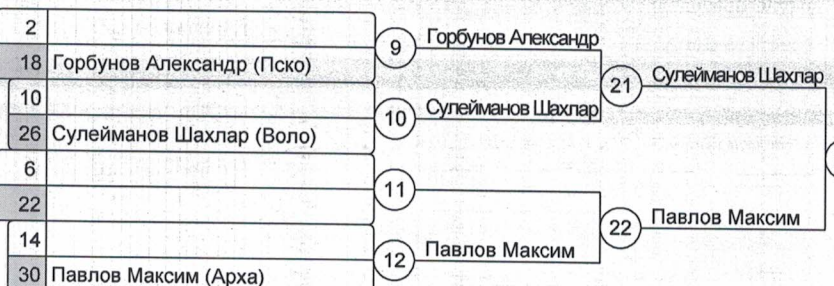 2
18 Горбунов Александр (Пско)
10
26 Сулейманов Шахлар (Воло)
6
22
14
30 Павлов Максим (Арха)
9 Горбунов Александр
10 Сулейманов Шахлар
11
12 Павлов Максим
21 Сулейманов Шахлар
22 Павлов Максим